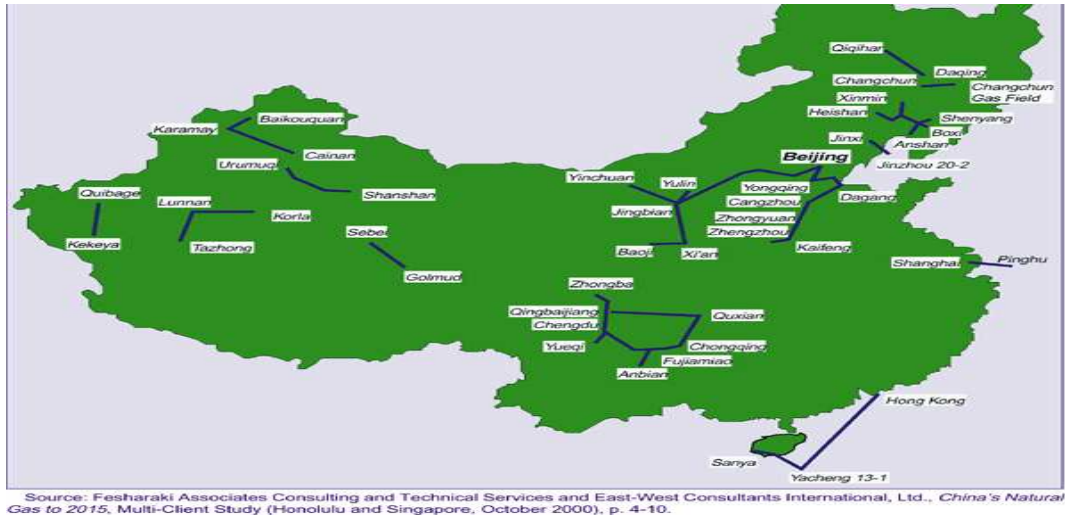 Qiqihar
Daqing
Changchun
Changchun
Gas Field
Xinmin
Heishan
Shenyang
Boxi
Jinxi
Anshan
Jinzhou 20-2
Baikouquan
Karamay
Cainan
Urumuqi
Shanshan
Beijing
Yinchuan
Yulin
Yongqing
Quibage
Lunnan
Cangzhou
Dagang
Jingbian
Korla
Zhongyuan
Sebei
Zhengzhou
Kekeya
Tazhong
Baoji
Xi'an
Kaifeng
Golmud
Shanghai
Pinghu
Zhongba
Qingbaijiang
Quxian
Chengdu
Yueqi
Chongqing
Fujiamiao
Anbian
Hong Kong
Sanya
Yacheng 13-1
Source: Fesharaki Associates Consulting and Technical Services and East-West Consultants International, Ltd., China's Natural
Gas to 2015, Multi-Client Study (Honolulu and Singapore, October 2000), p. 4-10.